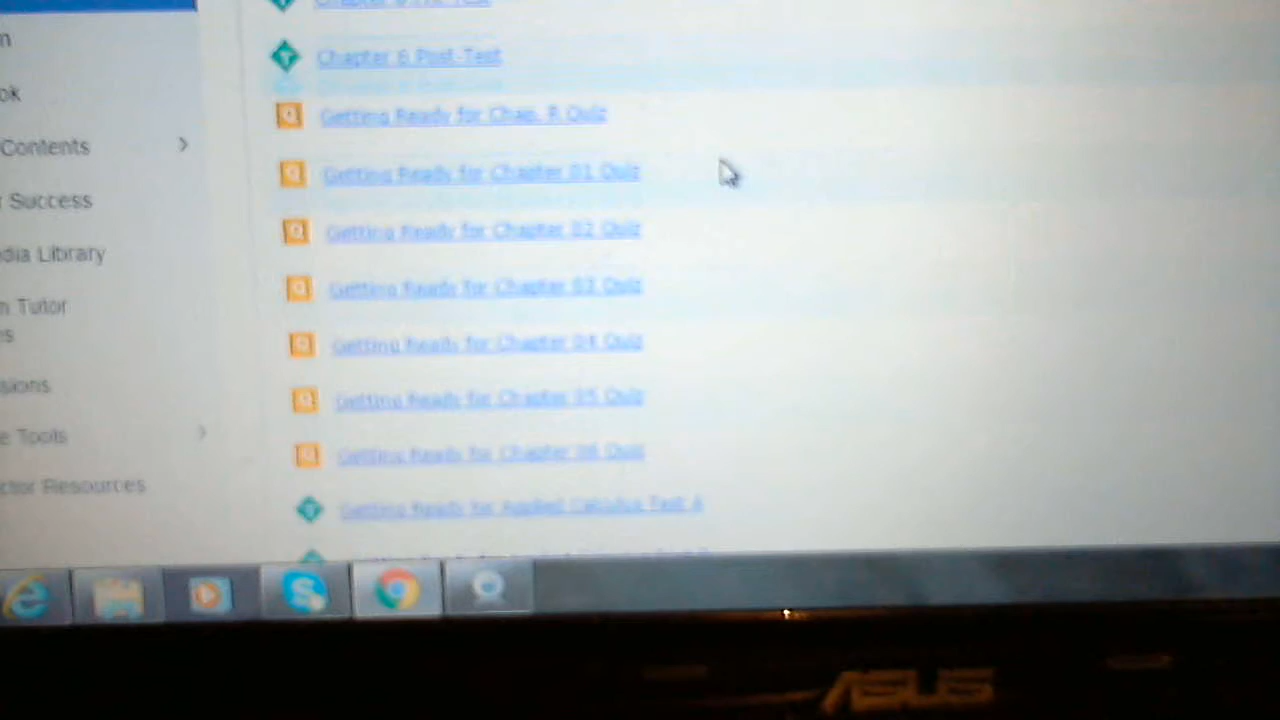 Chapter 6 Post-Test
Getting Ready for Chap. R Quiz
Getting Ready for Chapter 01 Quiz
Getting Ready for Chapter 02 Quiz
Getting Ready for Chapter 03 Quiz
Getting Ready for Chapter 04 Quiz
Getting Ready for Chapter 05 Quiz
Getting Ready for Chapter 06 Quiz
Getting Ready for Applied Calculus Test A
n
ok
Contents
r Success
dia Library
n Tutor
s
sions
e Tools
ctor Resources
ASUS